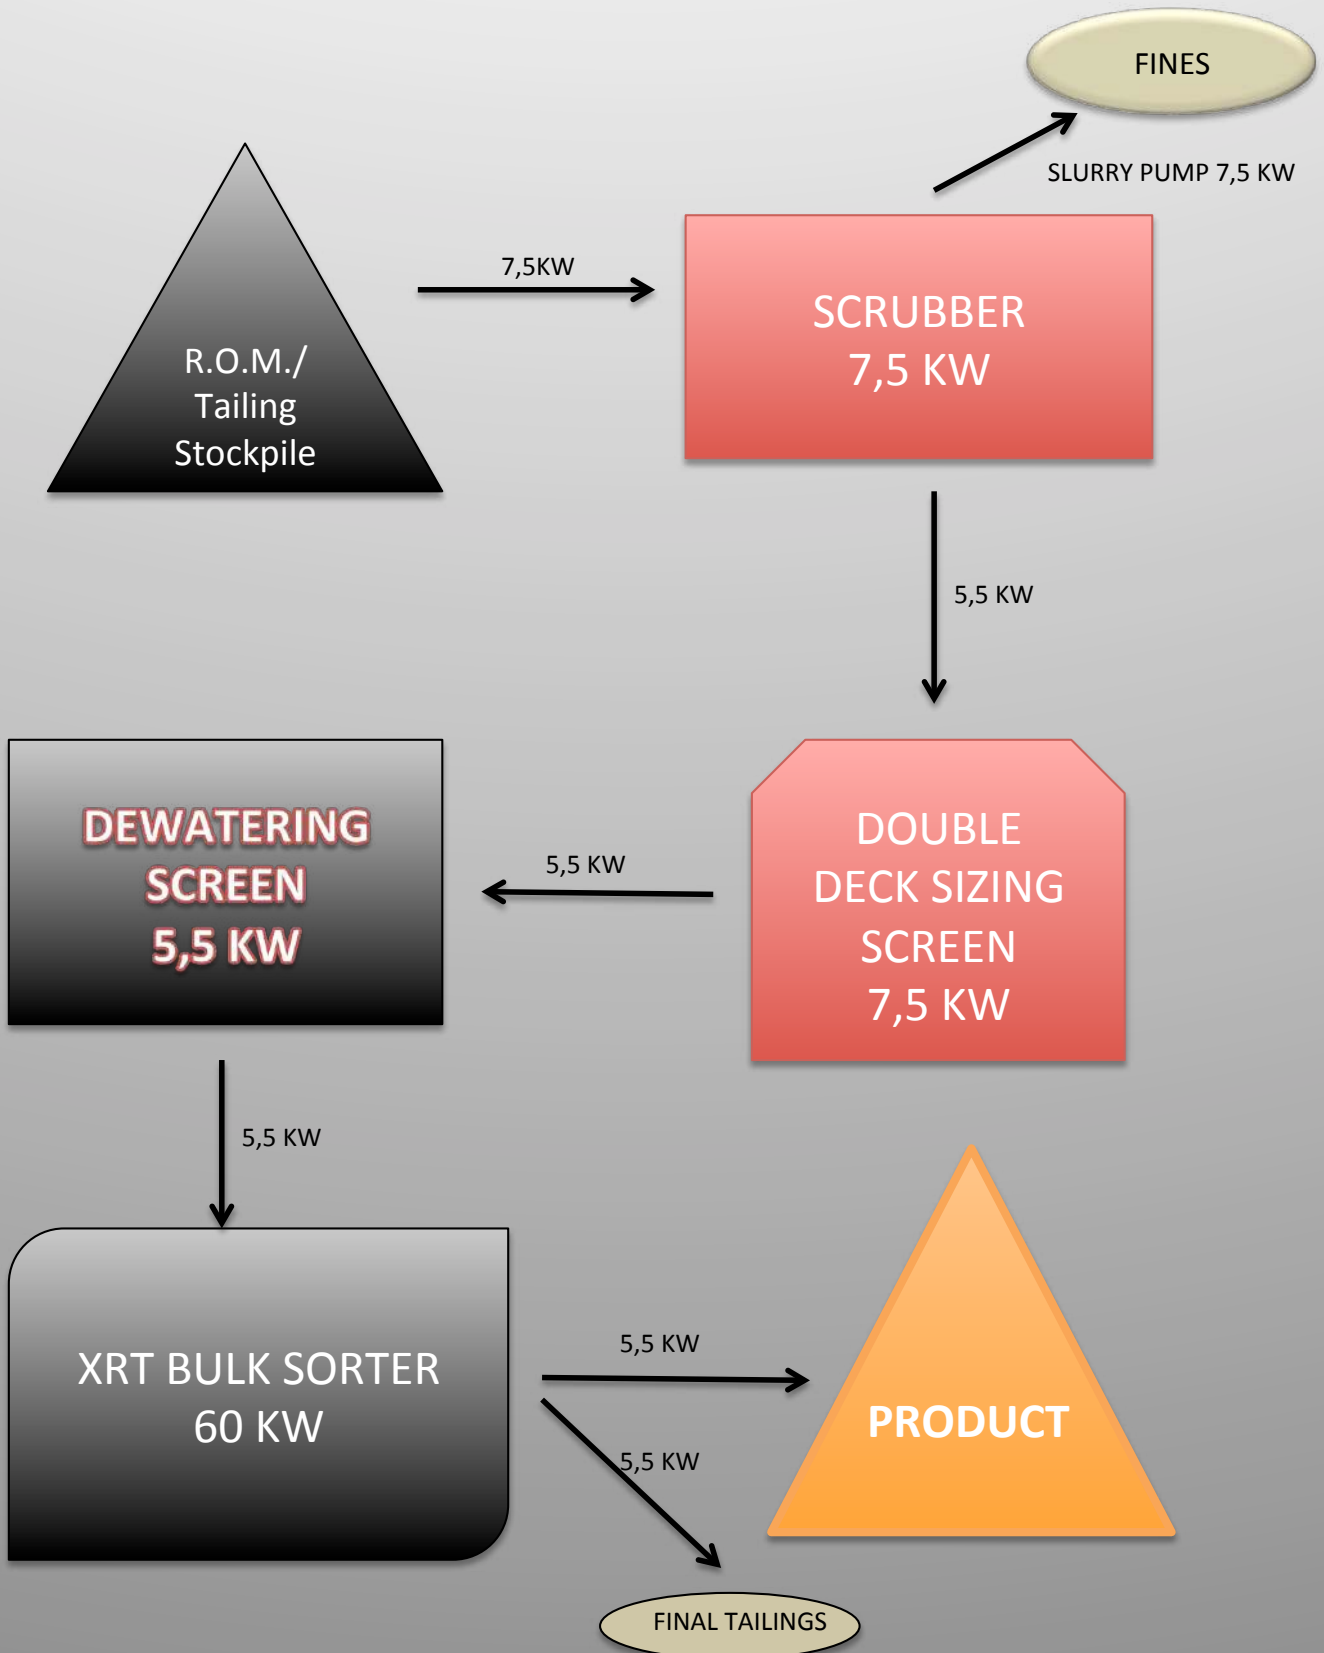 FINES
SLURRY PUMP 7,5 KW
7,5KW
SCRUBBER
7,5 KW
R.O.M./
Tailing
Stockpile
5,5 KW
DEWATERING
SCREEN
5,5 KW
5,5 KW
DOUBLE
DECK SIZING
SCREEN
7,5 KW
5,5 KW
XRT BULK SORTER
60 KW
5,5 KW
PRODUCT
5,5 KW
FINAL TAILINGS